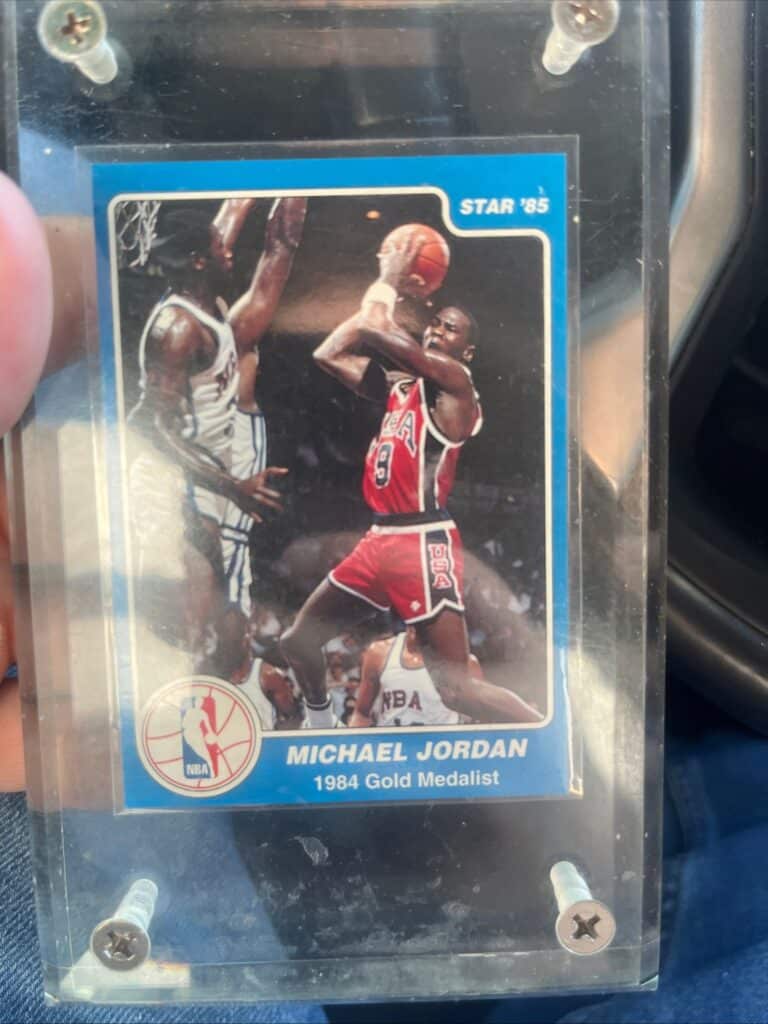 STAR '85
USA
9
USA
NBA
NBA
MICHAEL JORDAN
1984 Gold Medalist